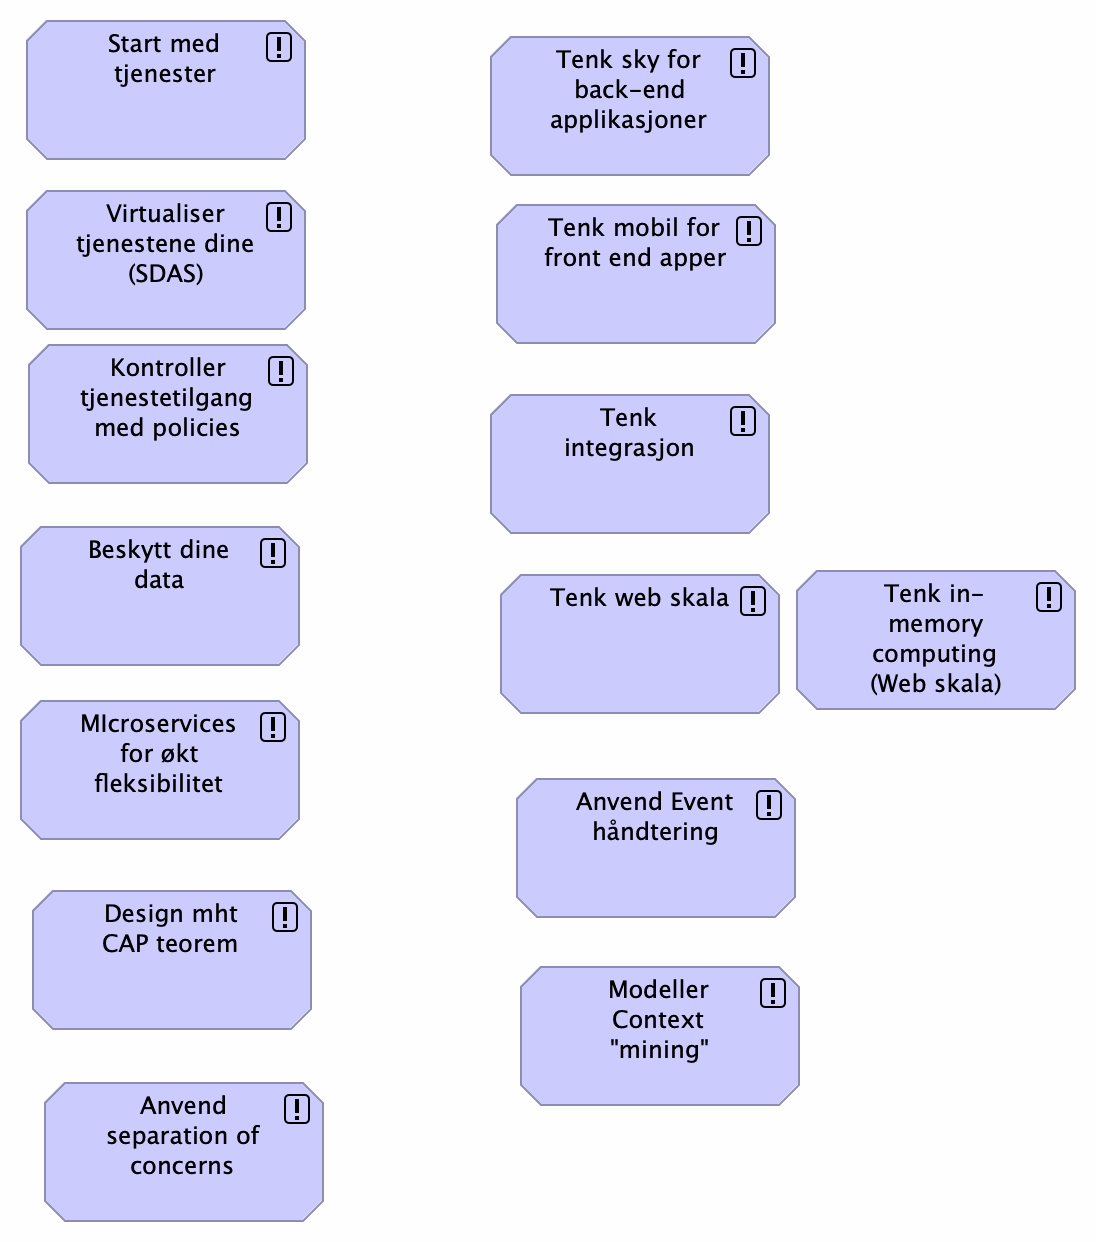 Start med
tjenester
Virtualiser
tjenestene dine
(SDAS)
Kontroller
tjenestetilgang
med policies
Beskytt dine
data
MIcroservices
for økt
fleksibilitet
Design mht
CAP teorem
Anvend
separation of
concerns
Tenk sky for
back-end
applikasjoner
Tenk mobil for
front end apper
Tenk
integrasjon
Tenk web skala
Tenk in-
memory
computing
(Web skala)
Anvend Event
håndtering
Modeller
Context
"mining"